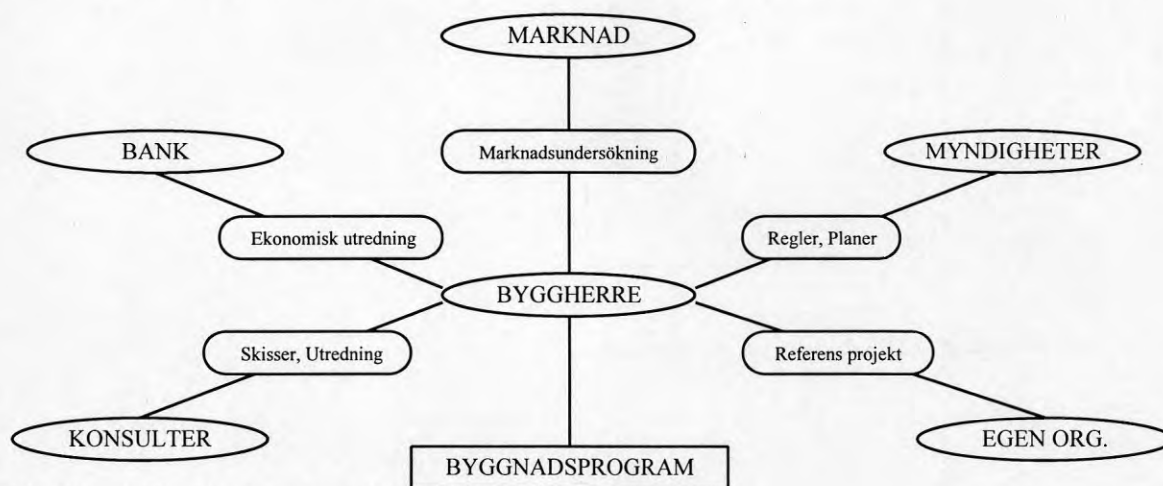 MARKNAD
BANK
Marknadsundersökning
MYNDIGHETER
Ekonomisk utredning
Regler, Planer
BYGGHERRE
Skisser, Utredning
Referens projekt
KONSULTER
EGEN ORG.
BYGGNADSPROGRAM